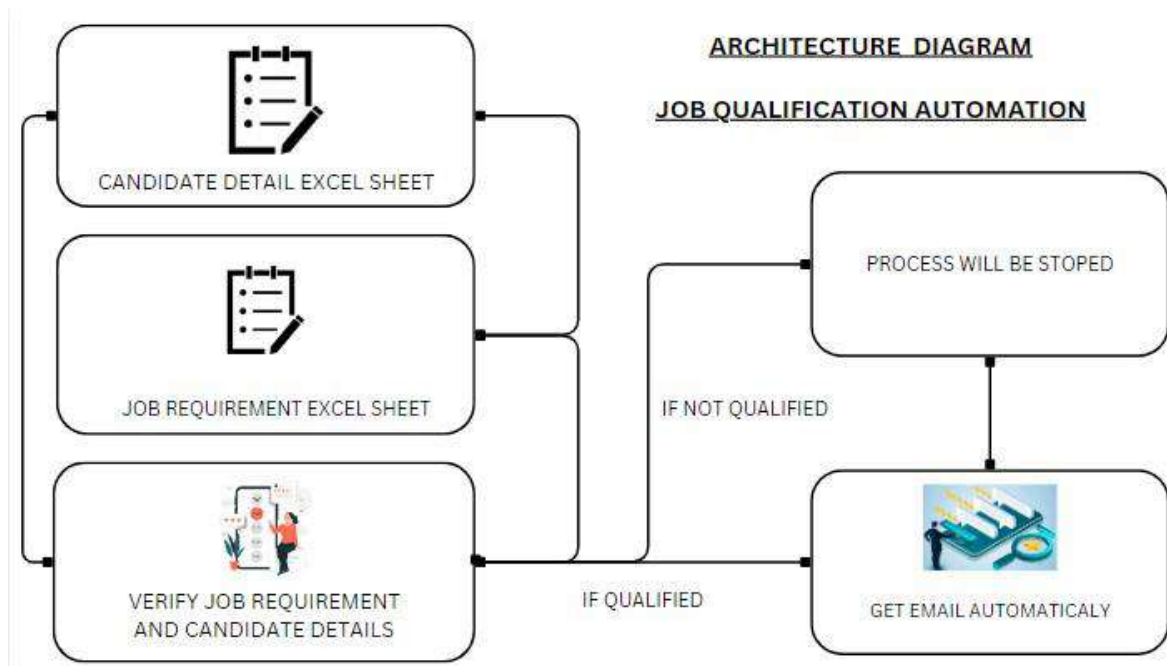 ARCHITECTURE DIAGRAM
JOB QUALIFICATION AUTOMATION
CANDIDATE DETAIL EXCEL SHEET
JOB REQUIREMENT EXCEL SHEET
VERIFY JOB REQUIREMENT
AND CANDIDATE DETAILS
PROCESS WILL BE STOPED
IF NOT QUALIFIED
IF QUALIFIED
GET EMAIL AUTOMATICALY